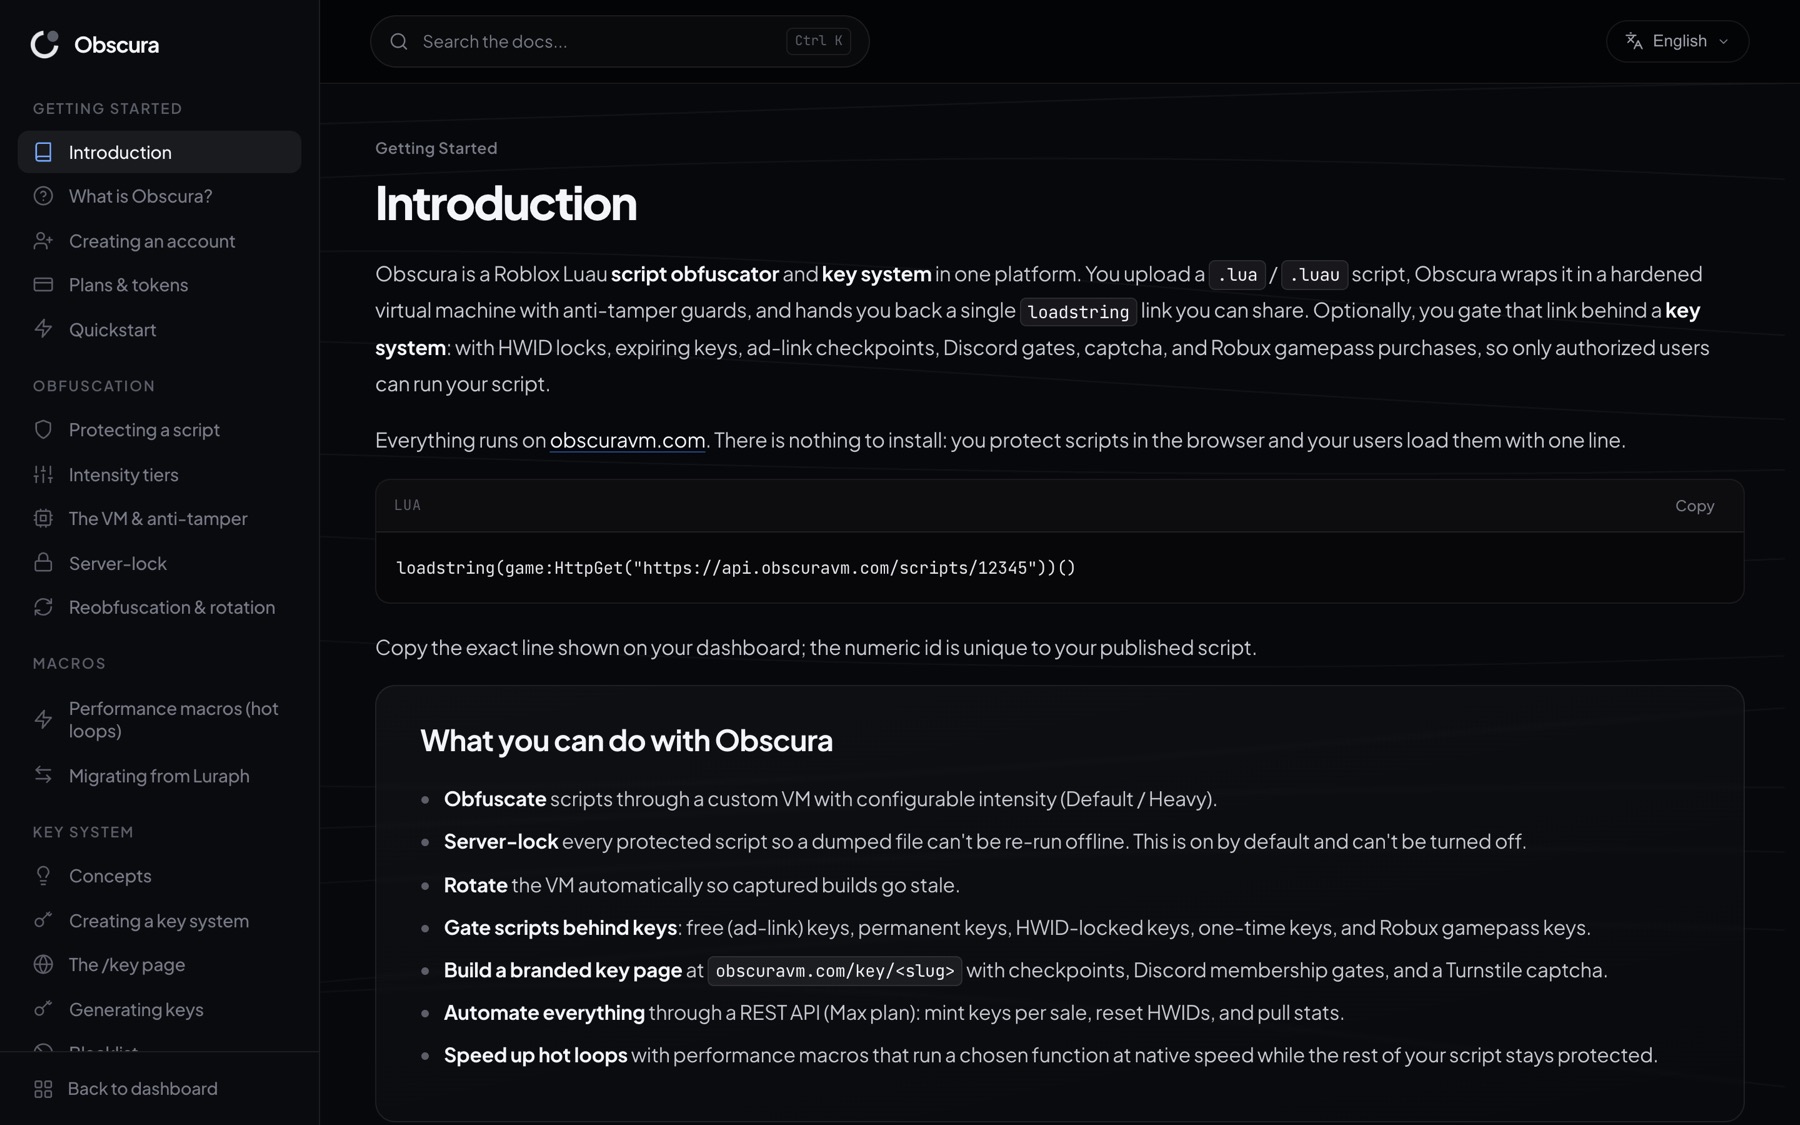 Obscura
GETTING STARTED
Introduction
What is Obscura?
Creating an account
Plans & tokens
Quickstart
OBFUSCATION
Protecting a script
Intensity tiers
The VM & anti-tamper
Server-lock
Reobfuscation & rotation
MACROS
Performance macros (hot
loops)
Migrating from Luraph
KEY SYSTEM
Concepts
Creating a key system
The /key page
Generating keys
Blocklist
Back to dashboard
Search the docs...
Ctrl K
English
Getting Started
Introduction
Obscura is a Roblox Luau script obfuscator and key system in one platform. You upload a .lua / .luau script, Obscura wraps it in a hardened
virtual machine with anti-tamper guards, and hands you back a single loadstring link you can share. Optionally, you gate that link behind a key
system: with HWID locks, expiring keys, ad-link checkpoints, Discord gates, captcha, and Robux gamepass purchases, so only authorized users
can run your script.
Everything runs on obscuravm.com. There is nothing to install: you protect scripts in the browser and your users load them with one line.
LUA
Copy
loadstring(game:HttpGet("https://api.obscuravm.com/scripts/12345"))()
Copy the exact line shown on your dashboard; the numeric id is unique to your published script.
What you can do with Obscura
• Obfuscate scripts through a custom VM with configurable intensity (Default / Heavy).
• Server-lock every protected script so a dumped file can't be re-run offline. This is on by default and can't be turned off.
• Rotate the VM automatically so captured builds go stale.
• Gate scripts behind keys: free (ad-link) keys, permanent keys, HWID-locked keys, one-time keys, and Robux gamepass keys.
• Build a branded key page at obscuravm.com/key/<slug> with checkpoints, Discord membership gates, and a Turnstile captcha.
• Automate everything through a REST API (Max plan): mint keys per sale, reset HWIDs, and pull stats.
• Speed up hot loops with performance macros that run a chosen function at native speed while the rest of your script stays protected.